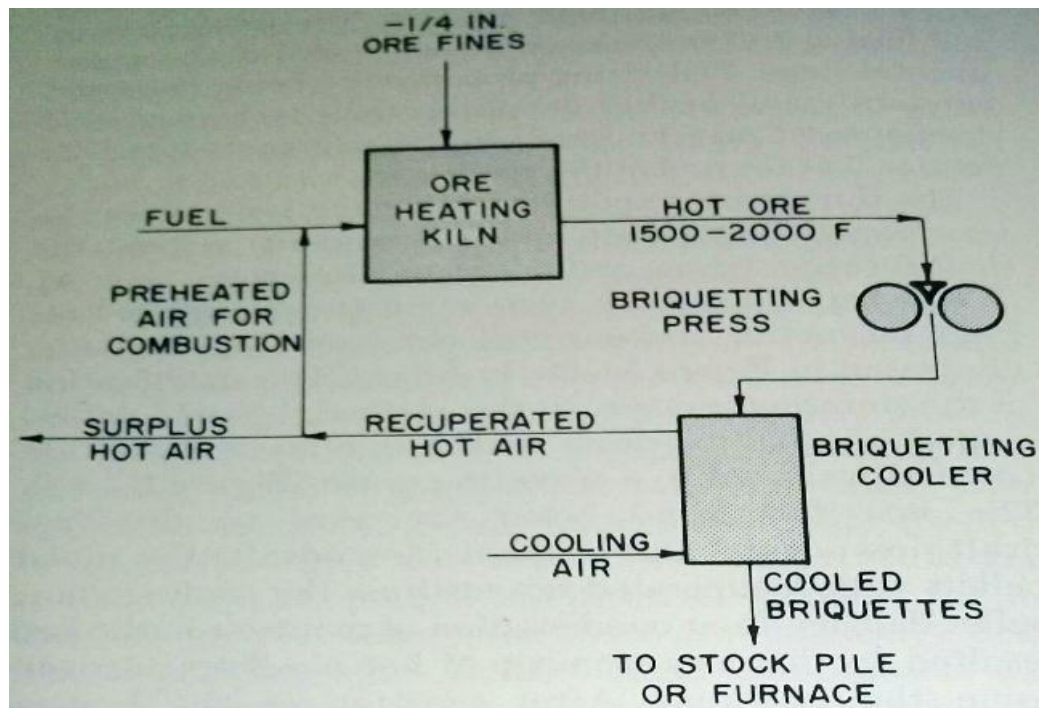 -1/4 IN.
ORE FINES
ORE
HEATING
KILN
FUEL
HOT ORE
1500-2000 F
PREHEATED
AIR FOR
COMBUSTION
BRIQUETTING
PRESS
SURPLUS
HOT AIR
RECUPERATED
HOT AIR
BRIQUETTING
COOLER
COOLING
AIR
COOLED
BRIQUETTES
TO STOCK PILE
OR FURNACE